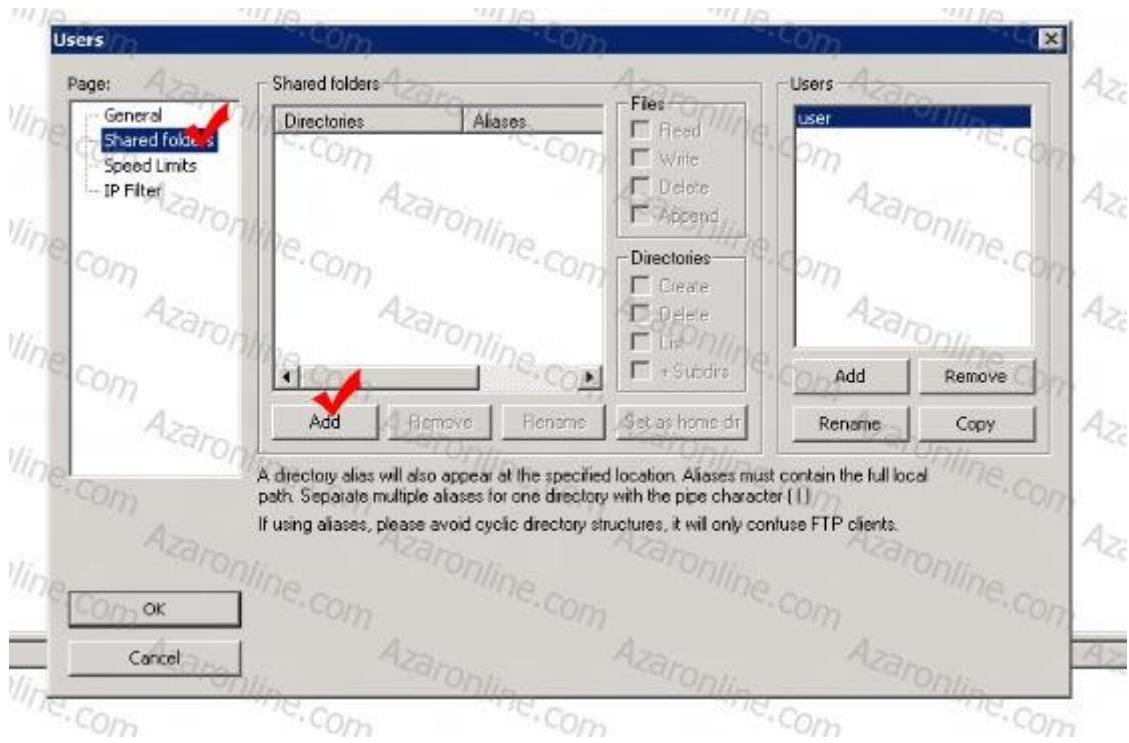 Users
Page:
General
Shared folders
Speed Limits
IP Filter
Shared folders
Directories
Aliases
Files
Read
Write
Delete
Append
Directories
Create
Delete
List
+ Subdirs
Add
Remove
Rename
Set as home dir
Users
user
Add
Remove
Rename
Copy
A directory alias will also appear at the specified location. Aliases must contain the full local
path. Separate multiple aliases for one directory with the pipe character ( | )
If using aliases, please avoid cyclic directory structures, it will only confuse FTP clients.
OK
Cancel
Azaronline.com